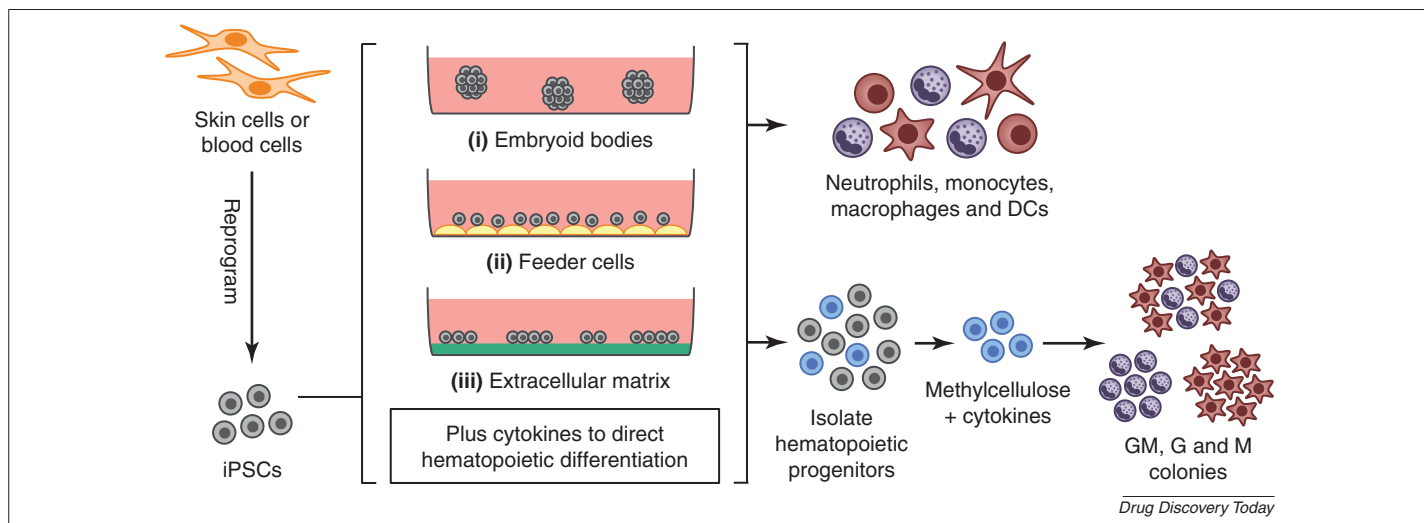 Skin cells or
blood cells
Reprogram
iPSCs
(i) Embryoid bodies
(ii) Feeder cells
(iii) Extracellular matrix
Plus cytokines to direct
hematopoietic differentiation
Neutrophils, monocytes,
macrophages and DCs
Isolate
hematopoietic
progenitors
Methylcellulose
+ cytokines
GM, G and M
colonies
Drug Discovery Today